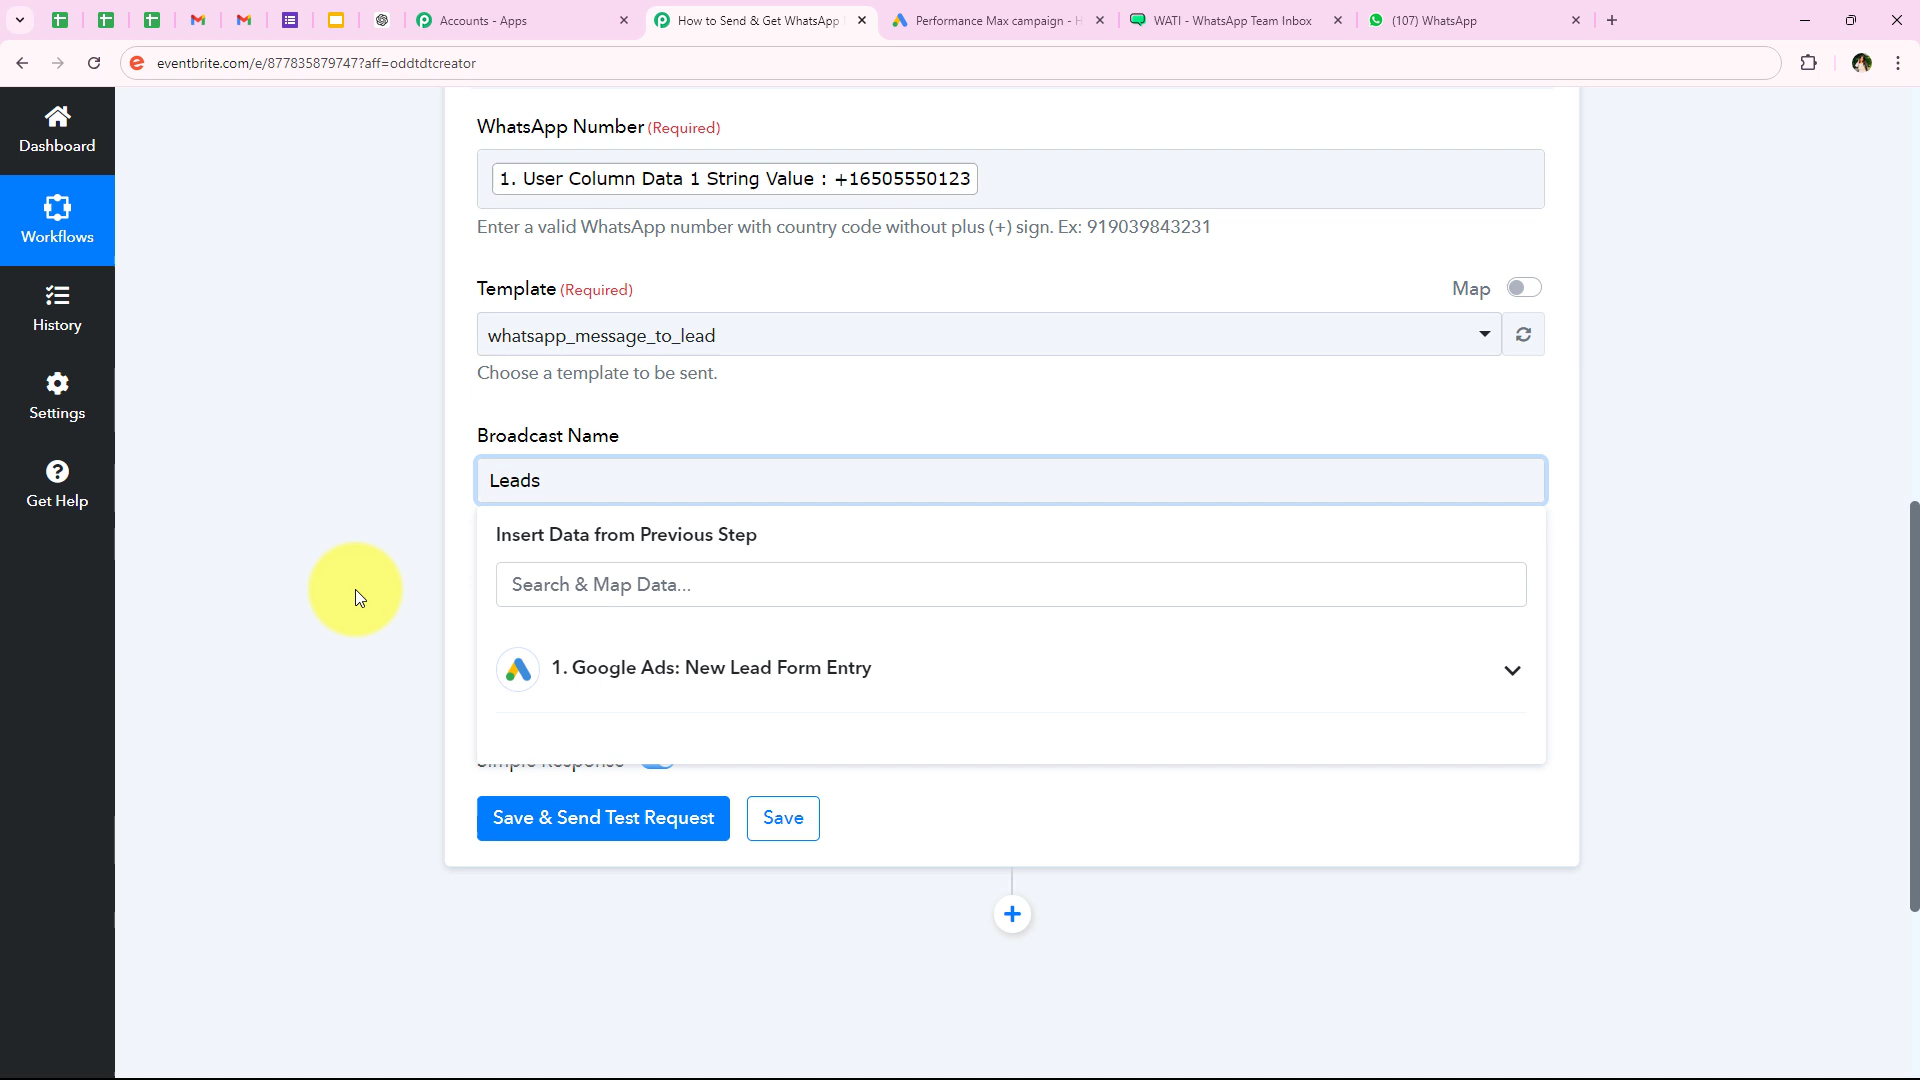 Accounts - Apps
How to Send & Get WhatsApp
Performance Max campaign - H
WATI - WhatsApp Team Inbox
(107) WhatsApp
eventbrite.com/e/877835879747?aff=oddtdtcreator
Dashboard
Workflows
History
Settings
Get Help
WhatsApp Number (Required)
1. User Column Data 1 String Value : +16505550123
Enter a valid WhatsApp number with country code without plus (+) sign. Ex: 919039843231
Template (Required)
Map
whatsapp_message_to_lead
Choose a template to be sent.
Broadcast Name
Leads
Insert Data from Previous Step
Search & Map Data...
1. Google Ads: New Lead Form Entry
Simple Response
Save & Send Test Request
Save